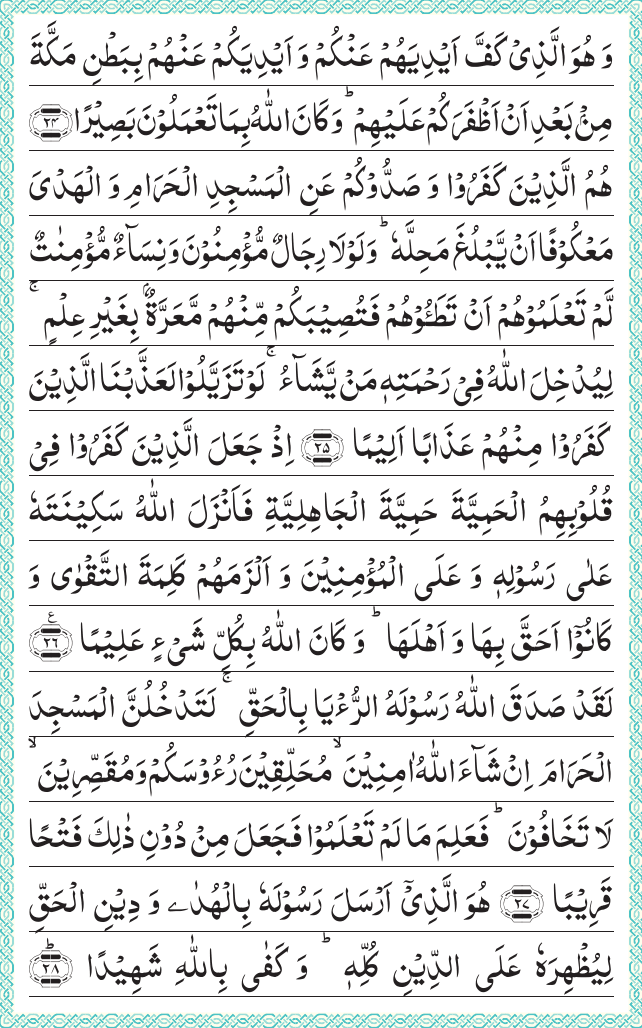 وَ هُوَ الَّذِیْ كَفَّ اَیْدِیَهُمْ عَنْكُمْ وَ اَیْدِیَكُمْ عَنْهُمْ بِبَطْنِ مَكَّةَ
مِنْۢ بَعْدِ اَنْ اَظْفَرَكُمْ عَلَیْهِمْ ؕ وَ كَانَ اللّٰهُ بِمَا تَعْمَلُوْنَ بَصِیْرًا ﴿۲۴﴾
هُمُ الَّذِیْنَ كَفَرُوْا وَ صَدُّوْكُمْ عَنِ الْمَسْجِدِ الْحَرَامِ وَ الْهَدْیَ
مَعْكُوْفًا اَنْ یَّبْلُغَ مَحِلَّهٗ ؕ وَ لَوْ لَا رِجَالٌ مُّؤْمِنُوْنَ وَ نِسَآءٌ مُّؤْمِنٰتٌ
لَّمْ تَعْلَمُوْهُمْ اَنْ تَطَـُٔوْهُمْ فَتُصِیْبَكُمْ مِّنْهُمْ مَّعَرَّةٌۢ بِغَیْرِ عِلْمٍ ۚ
لِیُدْخِلَ اللّٰهُ فِیْ رَحْمَتِهٖ مَنْ یَّشَآءُ ۚ لَوْ تَزَیَّلُوْا لَعَذَّبْنَا الَّذِیْنَ
كَفَرُوْا مِنْهُمْ عَذَابًا اَلِیْمًا ﴿۲۵﴾ اِذْ جَعَلَ الَّذِیْنَ كَفَرُوْا فِیْ
قُلُوْبِهِمُ الْحَمِیَّةَ حَمِیَّةَ الْجَاهِلِیَّةِ فَاَنْزَلَ اللّٰهُ سَكِیْنَتَهٗ
عَلٰی رَسُوْلِهٖ وَ عَلَی الْمُؤْمِنِیْنَ وَ اَلْزَمَهُمْ كَلِمَةَ التَّقْوٰی وَ
كَانُوْۤا اَحَقَّ بِهَا وَ اَهْلَهَا ؕ وَ كَانَ اللّٰهُ بِكُلِّ شَیْءٍ عَلِیْمًا ﴿۲۶﴾ ع
لَقَدْ صَدَقَ اللّٰهُ رَسُوْلَهُ الرُّءْیَا بِالْحَقِّ ۚ لَتَدْخُلُنَّ الْمَسْجِدَ
الْحَرَامَ اِنْ شَآءَ اللّٰهُ اٰمِنِیْنَ ۙ مُحَلِّقِیْنَ رُءُوْسَكُمْ وَ مُقَصِّرِیْنَ ۙ
لَا تَخَافُوْنَ ؕ فَعَلِمَ مَا لَمْ تَعْلَمُوْا فَجَعَلَ مِنْ دُوْنِ ذٰلِكَ فَتْحًا
قَرِیْبًا ﴿۲۷﴾ هُوَ الَّذِیْۤ اَرْسَلَ رَسُوْلَهٗ بِالْهُدٰی وَ دِیْنِ الْحَقِّ
لِیُظْهِرَهٗ عَلَی الدِّیْنِ كُلِّهٖ ؕ وَ كَفٰی بِاللّٰهِ شَهِیْدًا ﴿۲۸﴾ؕ